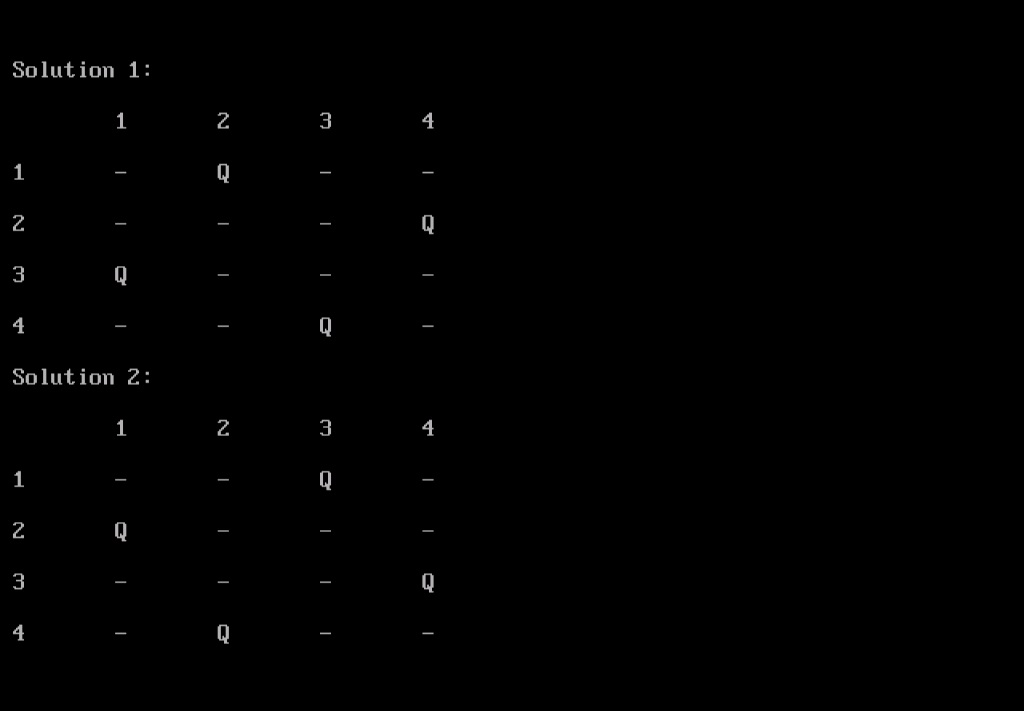 Solution 1:
1 2 3 4
1 - Q - -
2 - - - Q
3 Q - - -
4 - - Q -
Solution 2:
1 2 3 4
1 - - Q -
2 Q - - -
3 - - - Q
4 - Q - -